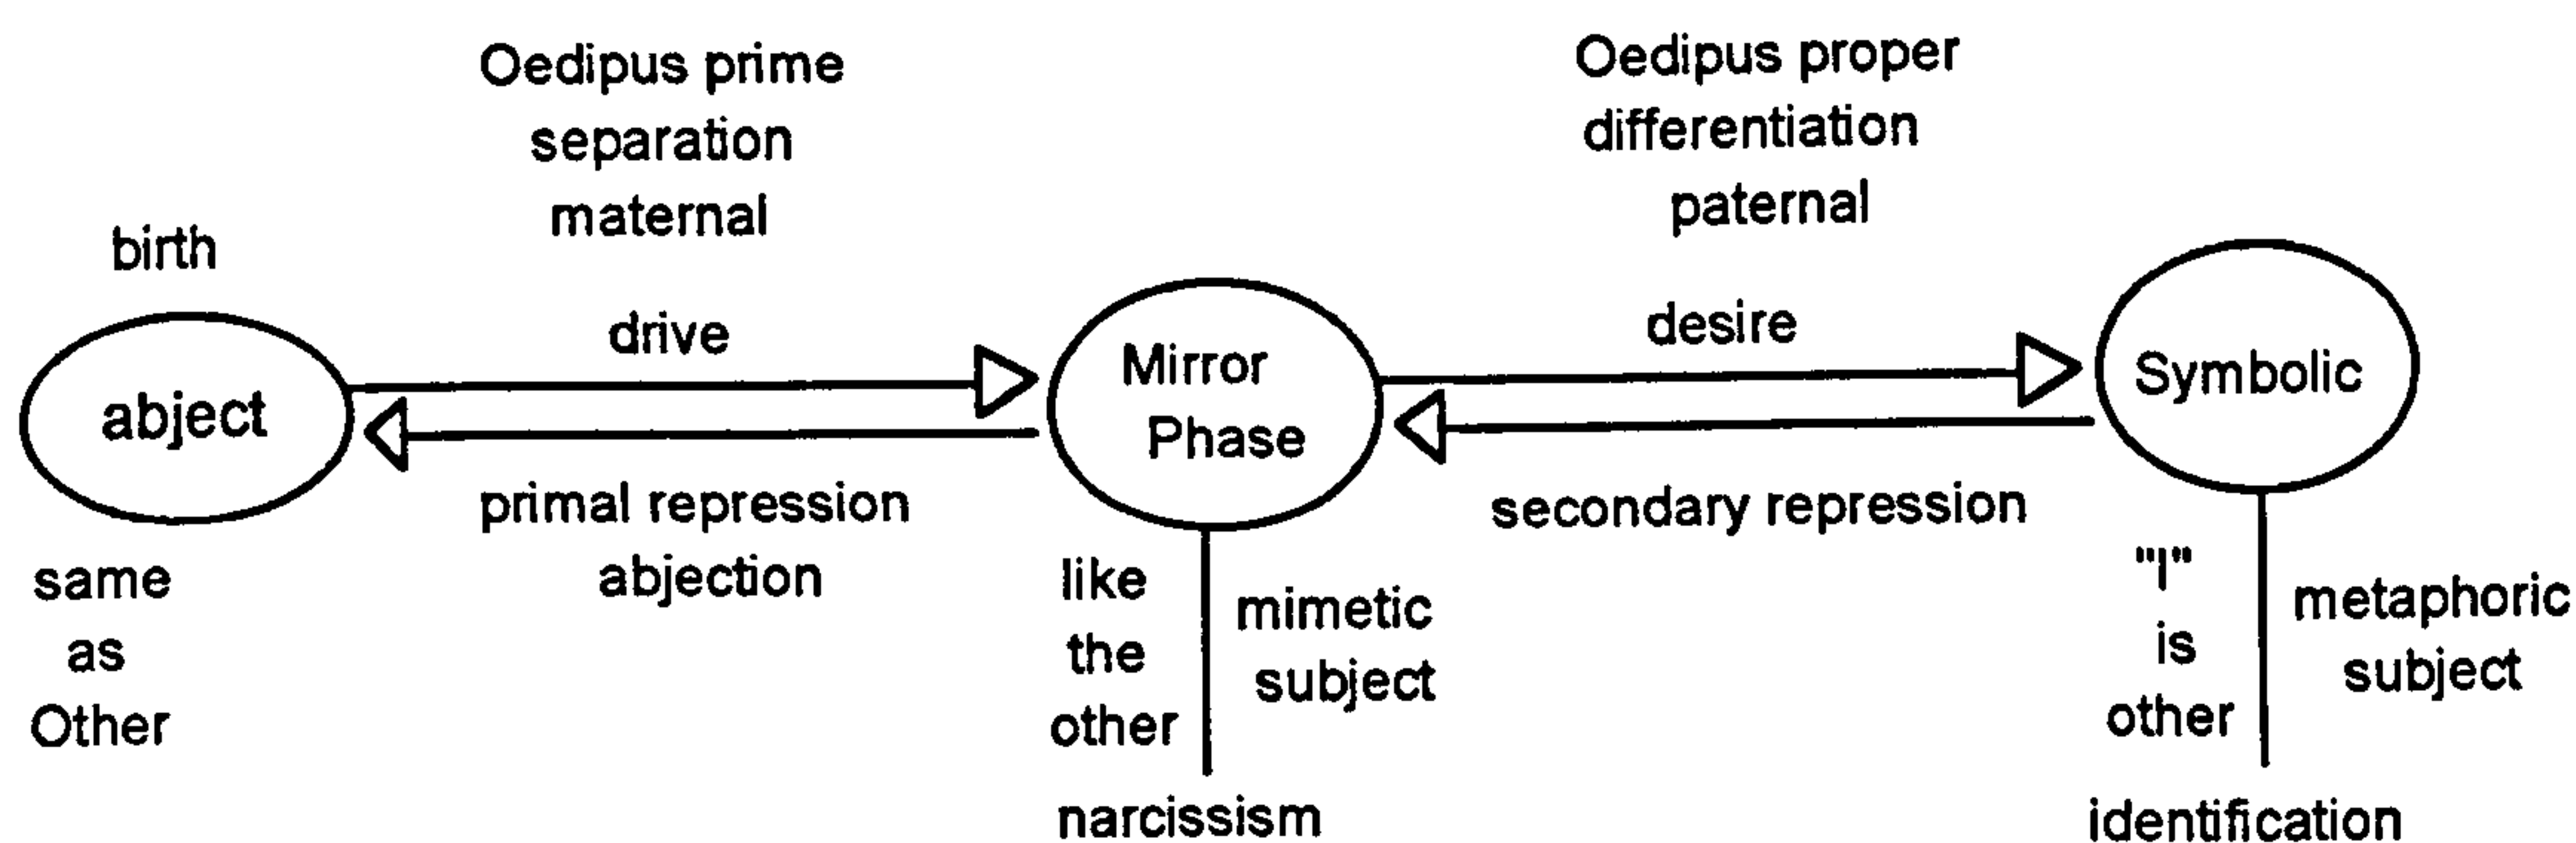 Oedipus prime
separation
maternal
Oedipus proper
differentiation
paternal
birth
drive
desire
abject
Mirror
Phase
Symbolic
primal repression
abjection
secondary repression
same
as
Other
like
the
other
mimetic
subject
"I"
is
other
metaphoric
subject
narcissism
identification